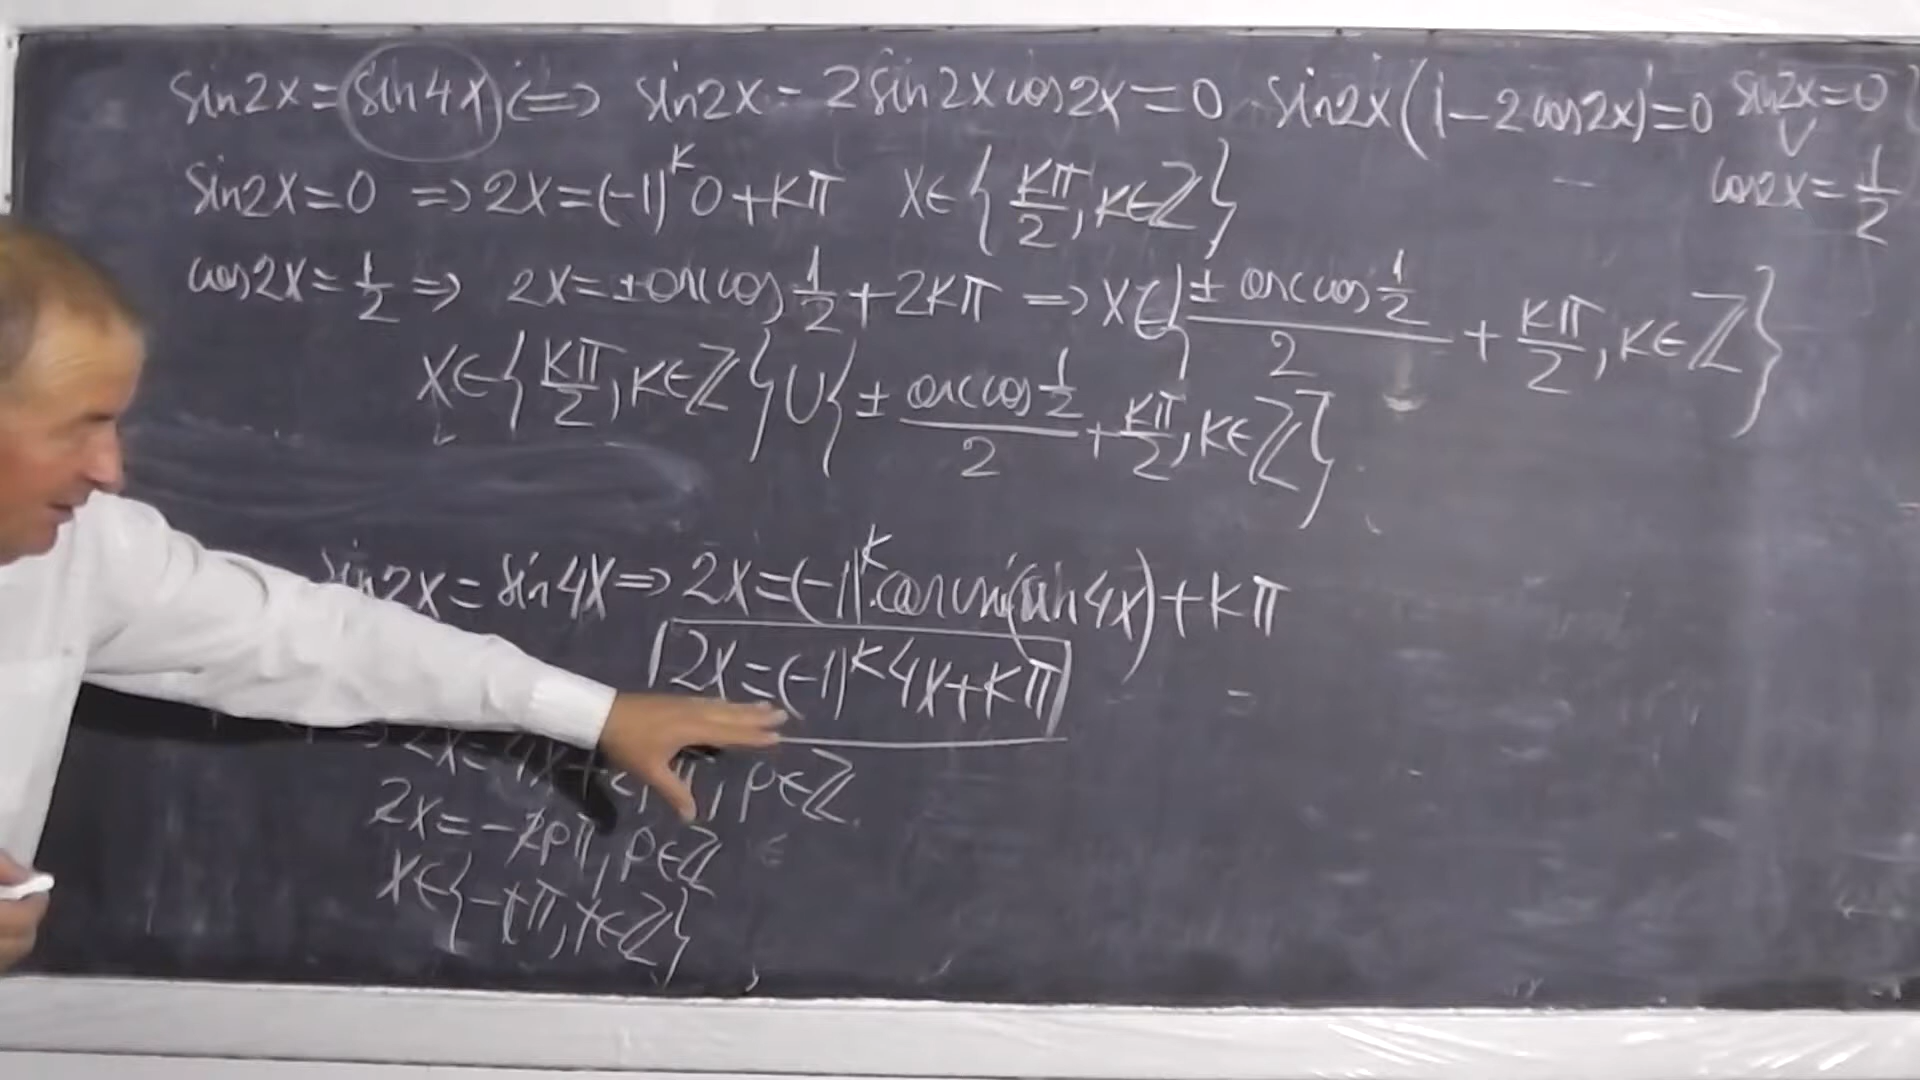 sin2x = sin4x <=> sin2x - 2sin2xcos2x = 0 sin2x(1-2cos2x)=0 sin2x=0
V
sin2x=0 => 2x=(-1)^k 0+kπ x∈{kπ/2, k∈ℤ} cos2x=1/2
cos2x=1/2 => 2x=±arccos 1/2+2kπ => x∈{(± arccos 1/2)/2 + kπ/2, k∈ℤ}
x∈{kπ/2, k∈ℤ}∪{± (arccos 1/2)/2 + kπ/2, k∈ℤ}
sin2x = sin4x => 2x=(-1)^k·arcsin(sin4x)+kπ
2x=(-1)^k 4x+kπ
2x=4x+ π, p∈ℤ
2x=-2pπ, p∈ℤ
x∈{-tπ, t∈ℤ}